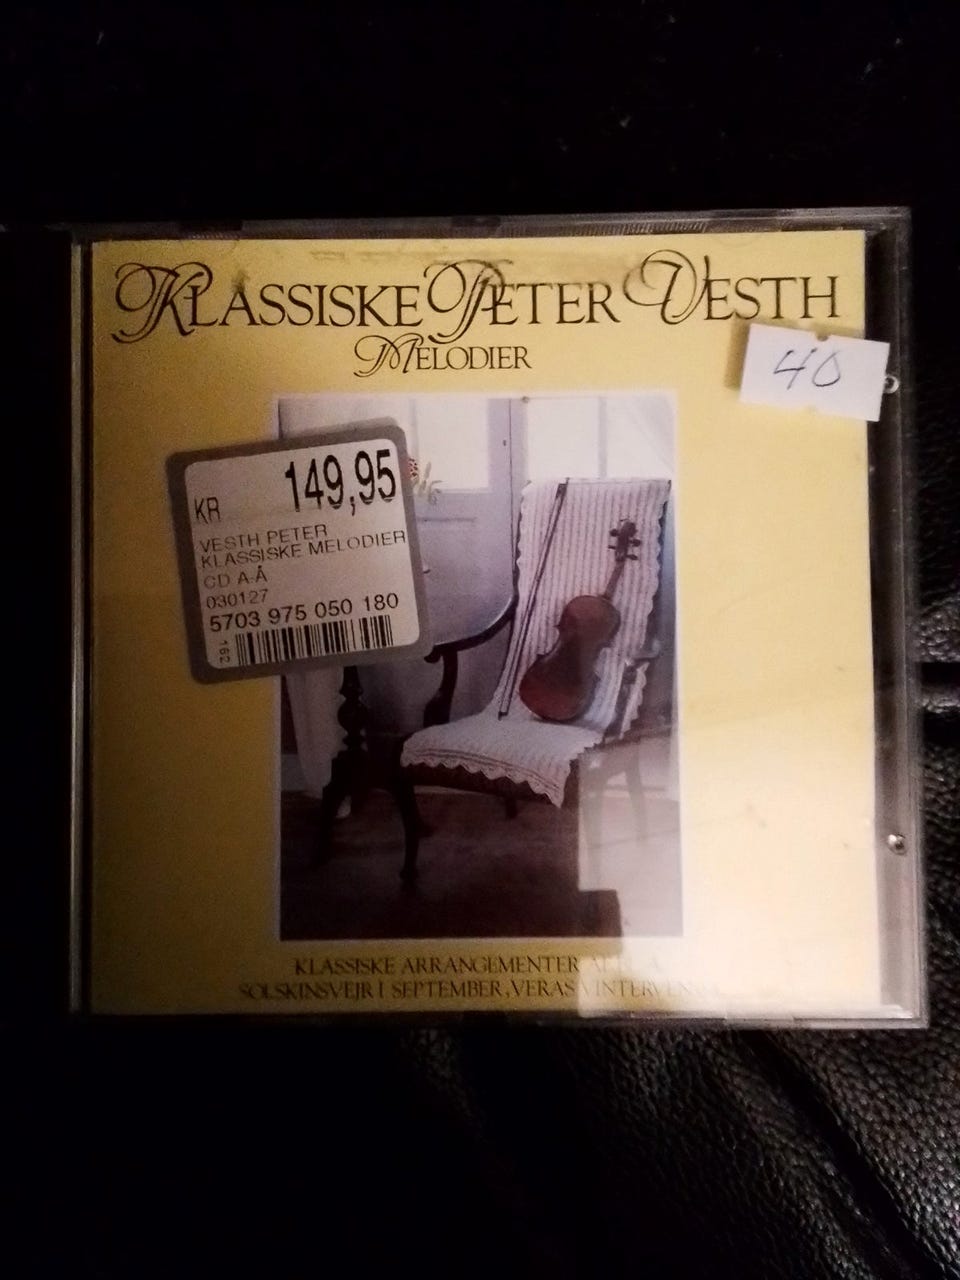 KLASSISKE PETER VESTH
MELODIER
40
KR 149,95
VESTH PETER
KLASSISKE MELODIER
CD A-Å
030127
5703 975 050 180
162
KLASSISKE ARRANGEMENTER
SOLSKINSVEJR I SEPTEMBER, VERAS